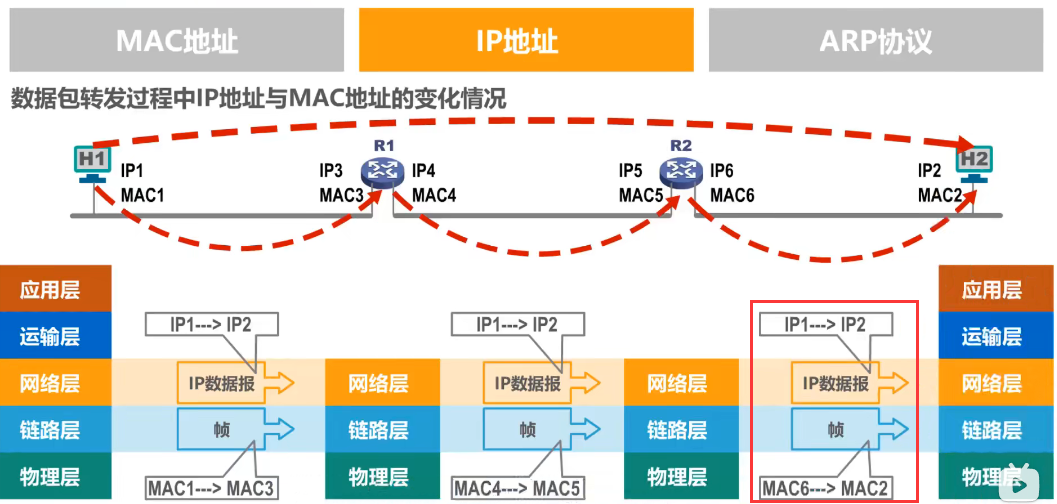 MAC地址 IP地址 ARP协议
数据包转发过程中IP地址与MAC地址的变化情况
R1 R2
H1 IP1 IP3 IP4 IP5 IP6 IP2 H2
MAC1 MAC3 MAC4 MAC5 MAC6 MAC2
应用层 应用层
运输层 IP1---> IP2 IP1---> IP2 IP1---> IP2 运输层
网络层 IP数据报 网络层 IP数据报 网络层 IP数据报 网络层
链路层 帧 链路层 帧 链路层 帧 链路层
物理层 MAC1---> MAC3 物理层 MAC4---> MAC5 物理层 MAC6---> MAC2 物理层